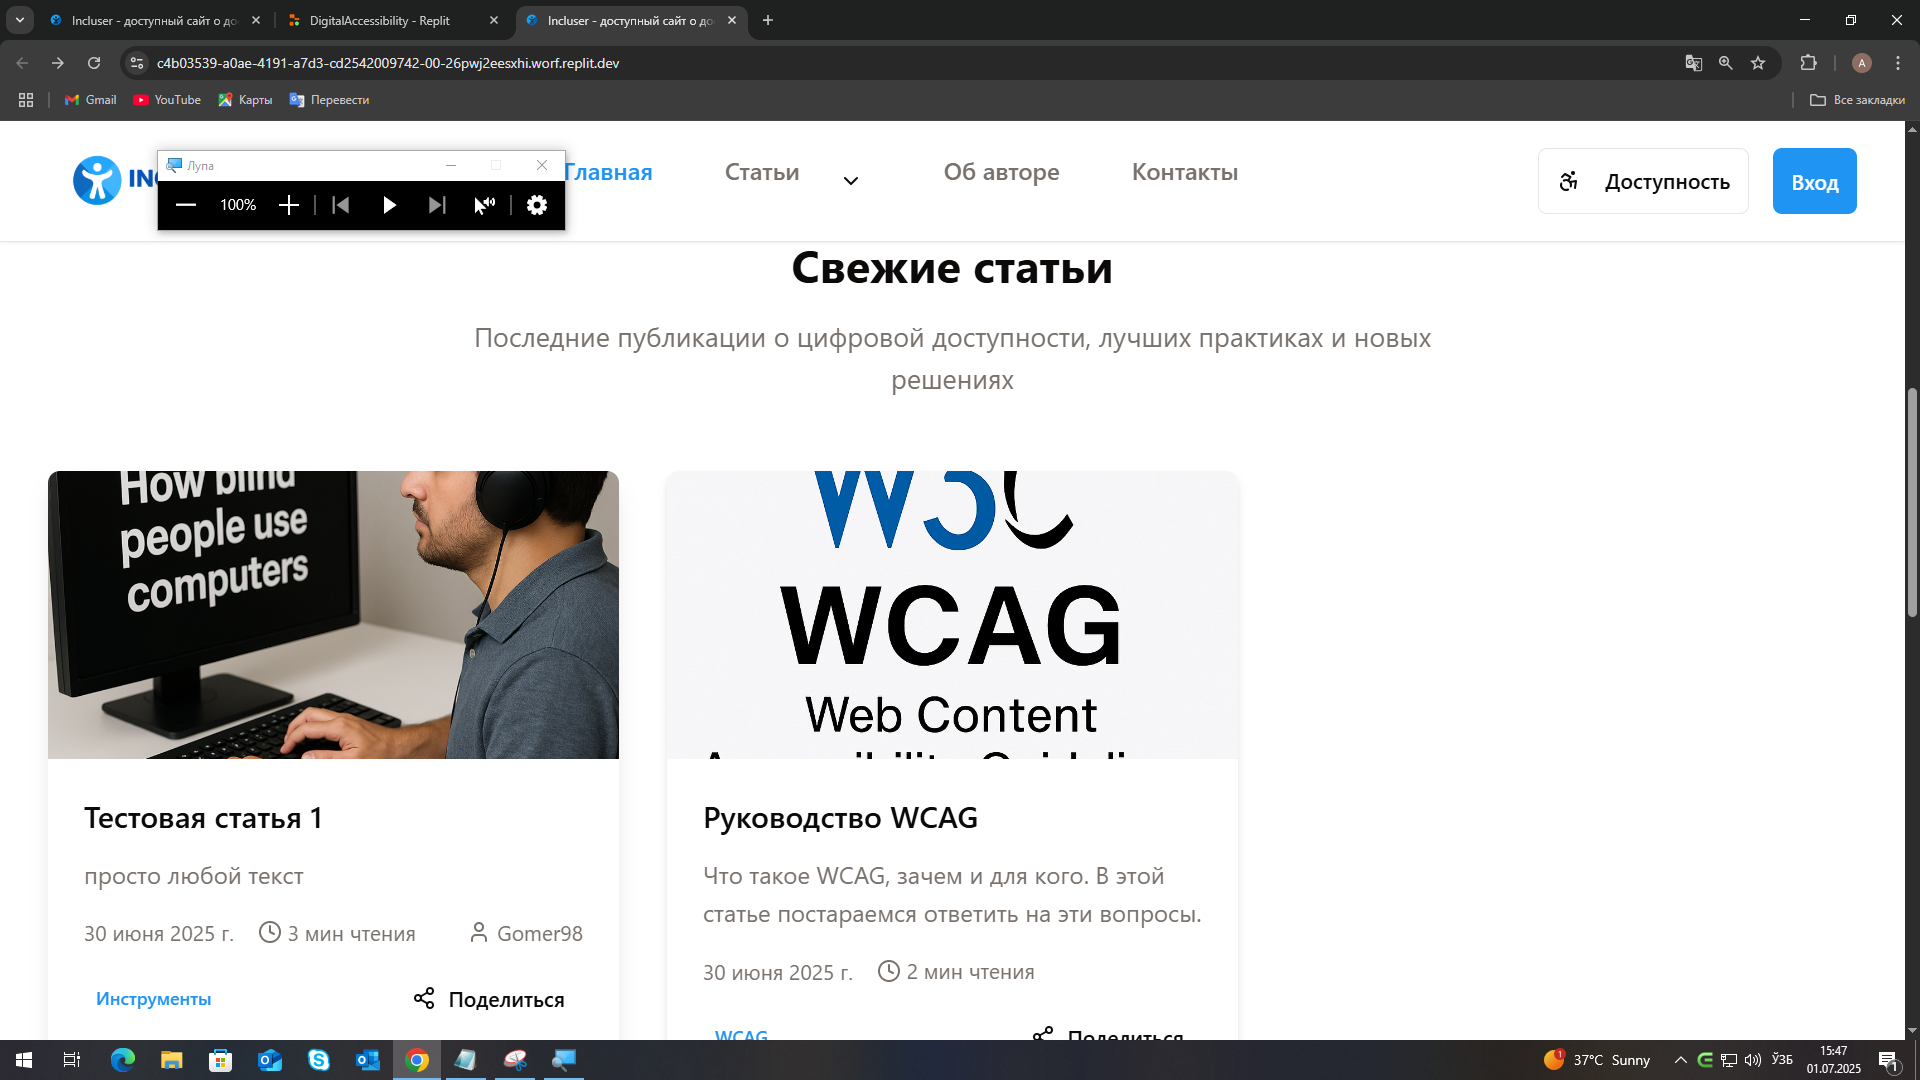 Incluser - доступный сайт о до
DigitalAccessibility - Replit
Incluser - доступный сайт о до
c4b03539-a0ae-4191-a7d3-cd2542009742-00-26pwj2eesxhi.worf.replit.dev
A
Gmail
YouTube
Карты
Перевести
Все закладки
Лупа
100%
Главная
Статьи
Об авторе
Контакты
Доступность
Вход
Свежие статьи
Последние публикации о цифровой доступности, лучших практиках и новых
решениях
How blind
people use
computers
W3C
WCAG
Web Content
Accessibility Guideli
Тестовая статья 1
просто любой текст
30 июня 2025 г.
3 мин чтения
Gomer98
Инструменты
Поделиться
Руководство WCAG
Что такое WCAG, зачем и для кого. В этой
статье постараемся ответить на эти вопросы.
30 июня 2025 г.
2 мин чтения
WCAG
Поделиться
37°C Sunny
ЎЗБ
15:47
01.07.2025
1